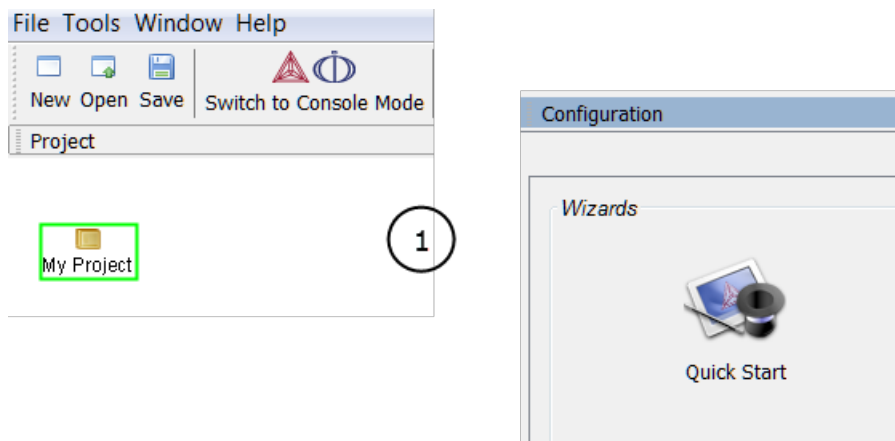 File Tools Window Help
New Open Save Switch to Console Mode
Project
My Project
1
Configuration
Wizards
Quick Start